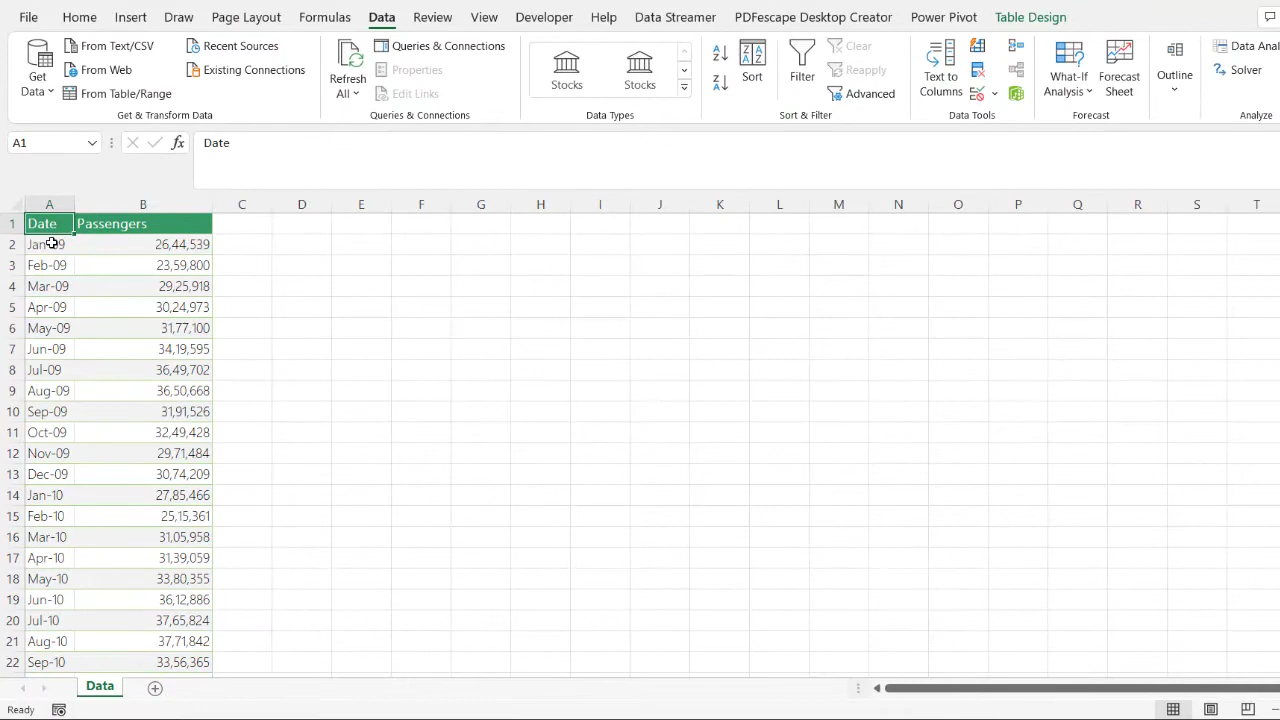 File Home Insert Draw Page Layout Formulas Data Review View Developer Help Data Streamer PDFescape Desktop Creator Power Pivot Table Design
Get Data
From Text/CSV
From Web
From Table/Range
Recent Sources
Existing Connections
Get & Transform Data
Refresh All
Queries & Connections
Properties
Edit Links
Queries & Connections
Stocks Stocks
Data Types
Sort
Filter
Clear
Reapply
Advanced
Sort & Filter
Text to Columns
Data Tools
What-If Analysis
Forecast Sheet
Forecast
Outline
Data Anal
Solver
Analyze
A1 fx Date
A B C D E F G H I J K L M N O P Q R S T
1 Date Passengers
2 Jan-09 26,44,539
3 Feb-09 23,59,800
4 Mar-09 29,25,918
5 Apr-09 30,24,973
6 May-09 31,77,100
7 Jun-09 34,19,595
8 Jul-09 36,49,702
9 Aug-09 36,50,668
10 Sep-09 31,91,526
11 Oct-09 32,49,428
12 Nov-09 29,71,484
13 Dec-09 30,74,209
14 Jan-10 27,85,466
15 Feb-10 25,15,361
16 Mar-10 31,05,958
17 Apr-10 31,39,059
18 May-10 33,80,355
19 Jun-10 36,12,886
20 Jul-10 37,65,824
21 Aug-10 37,71,842
22 Sep-10 33,56,365
Data
Ready